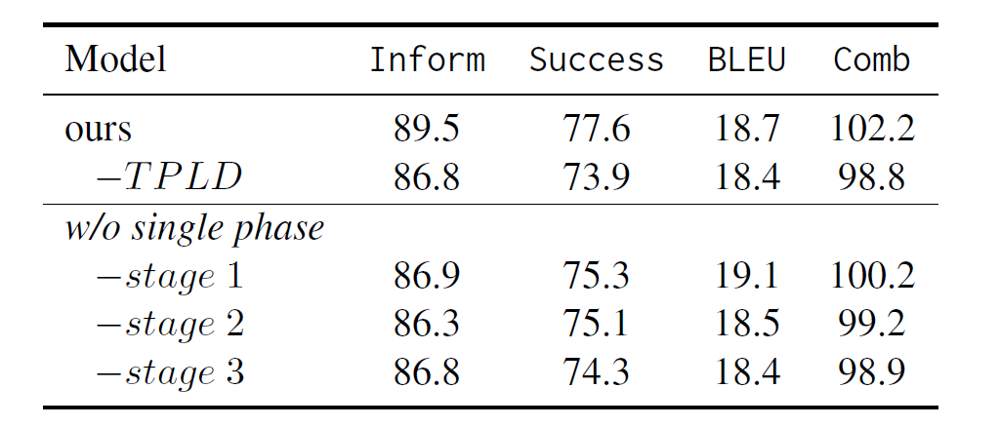 Model Inform Success BLEU Comb
ours 89.5 77.6 18.7 102.2
−TPLD 86.8 73.9 18.4 98.8
w/o single phase
−stage 1 86.9 75.3 19.1 100.2
−stage 2 86.3 75.1 18.5 99.2
−stage 3 86.8 74.3 18.4 98.9